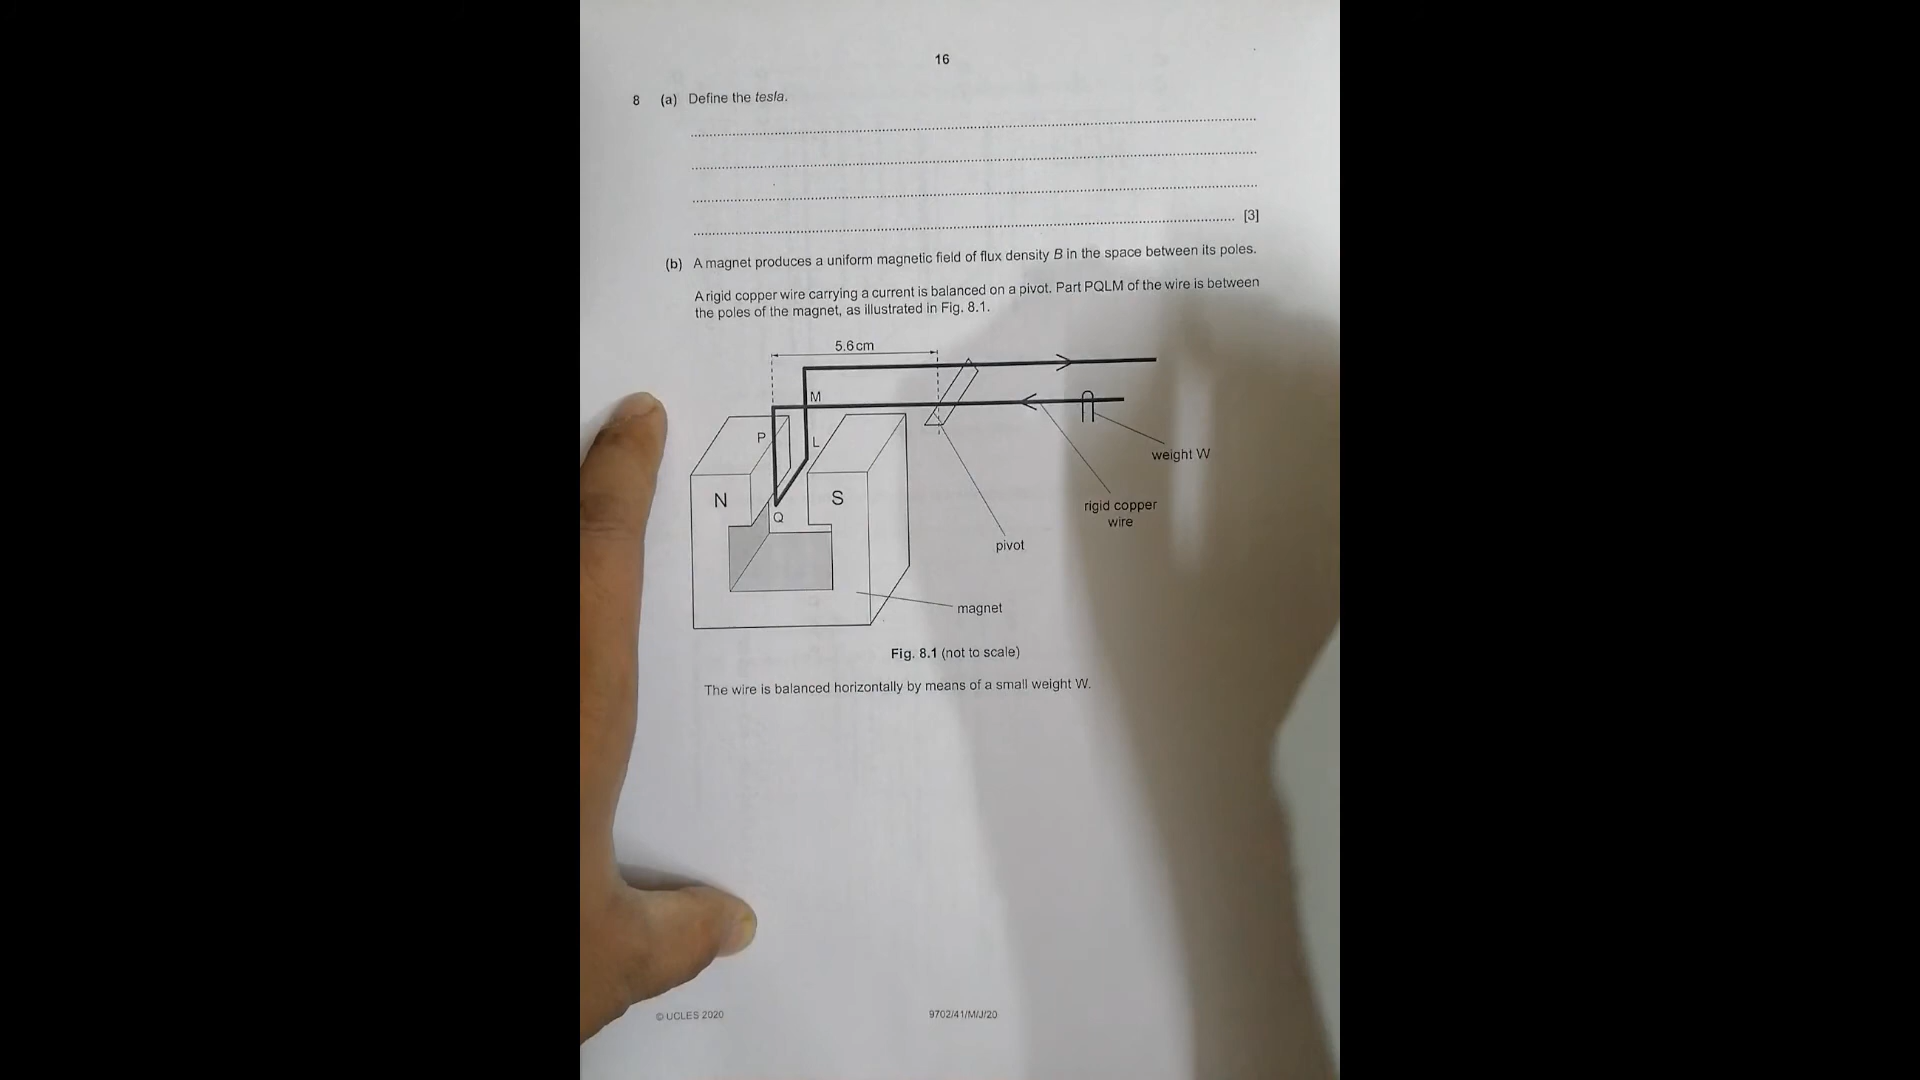 16
8 (a) Define the tesla.
[3]
(b) A magnet produces a uniform magnetic field of flux density B in the space between its poles.
A rigid copper wire carrying a current is balanced on a pivot. Part PQLM of the wire is between
the poles of the magnet, as illustrated in Fig. 8.1.
5.6 cm
M
P
L
weight W
N
S
Q
rigid copper
wire
pivot
magnet
Fig. 8.1 (not to scale)
The wire is balanced horizontally by means of a small weight W.
© UCLES 2020
9702/41/M/J/20